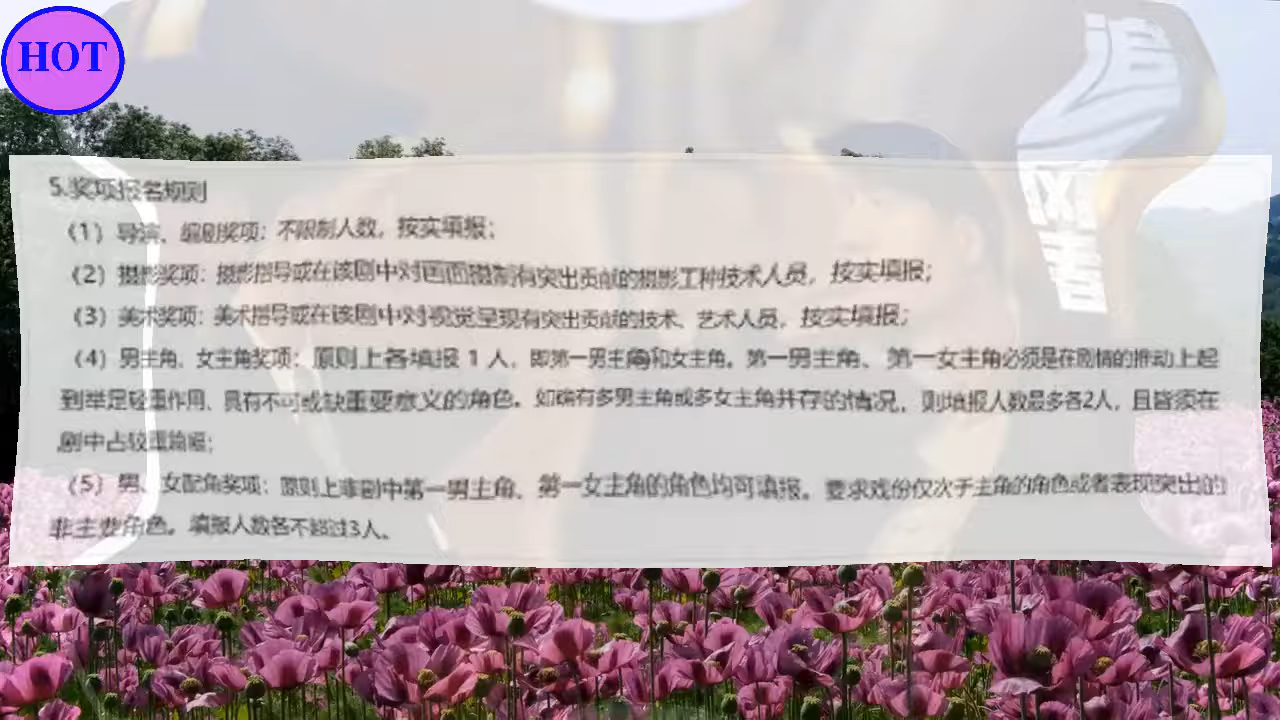 HOT
5.奖项报名规则
（1）导演、编剧奖项：不限制人数，按实填报；
（2）摄影奖项：摄影指导或在该剧中对画面摄制有突出贡献的摄影工种技术人员，按实填报；
（3）美术奖项：美术指导或在该剧中对视觉呈现有突出贡献的技术、艺术人员，按实填报；
（4）男主角、女主角奖项：原则上各填报 1 人，即第一男主角和女主角。第一男主角、第一女主角必须是在剧情的推动上起
到举足轻重作用、具有不可或缺重要意义的角色。如确有多男主角或多女主角并存的情况，则填报人数最多各2人，且皆须在
剧中占较重篇幅；
（5）男、女配角奖项：原则上非剧中第一男主角、第一女主角的角色均可填报。要求戏份仅次于主角的角色或者表现突出的
非主要角色。填报人数各不超过3人。